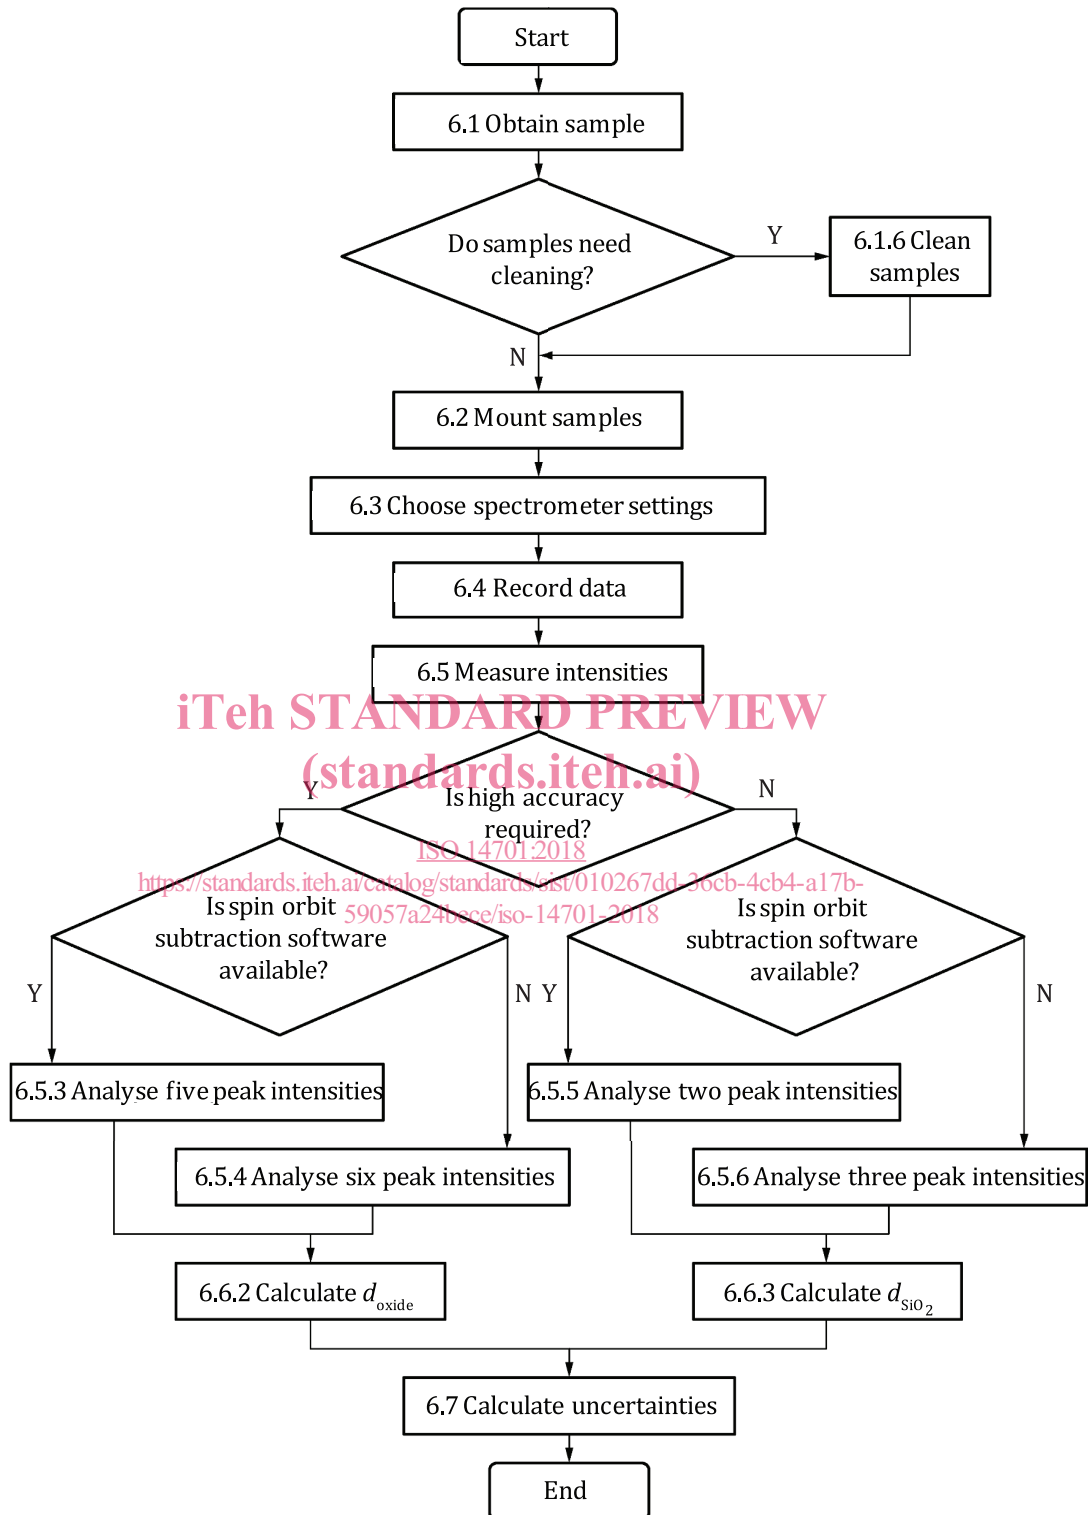 Start
6.1 Obtain sample
Do samples need
cleaning?
Y
6.1.6 Clean
samples
N
6.2 Mount samples
6.3 Choose spectrometer settings
6.4 Record data
6.5 Measure intensities
iTeh STANDARD PREVIEW
(standards.iteh.ai)
Y
Is high accuracy
required?
N
ISO 14701:2018
https://standards.iteh.ai/catalog/standards/sist/010267dd-36cb-4cb4-a17b-
59057a24bece/iso-14701-2018
Is spin orbit
subtraction software
available?
Y
N
Is spin orbit
subtraction software
available?
Y
N
6.5.3 Analyse five peak intensities
6.5.5 Analyse two peak intensities
6.5.4 Analyse six peak intensities
6.5.6 Analyse three peak intensities
6.6.2 Calculate d_oxide
6.6.3 Calculate d_SiO₂
6.7 Calculate uncertainties
End